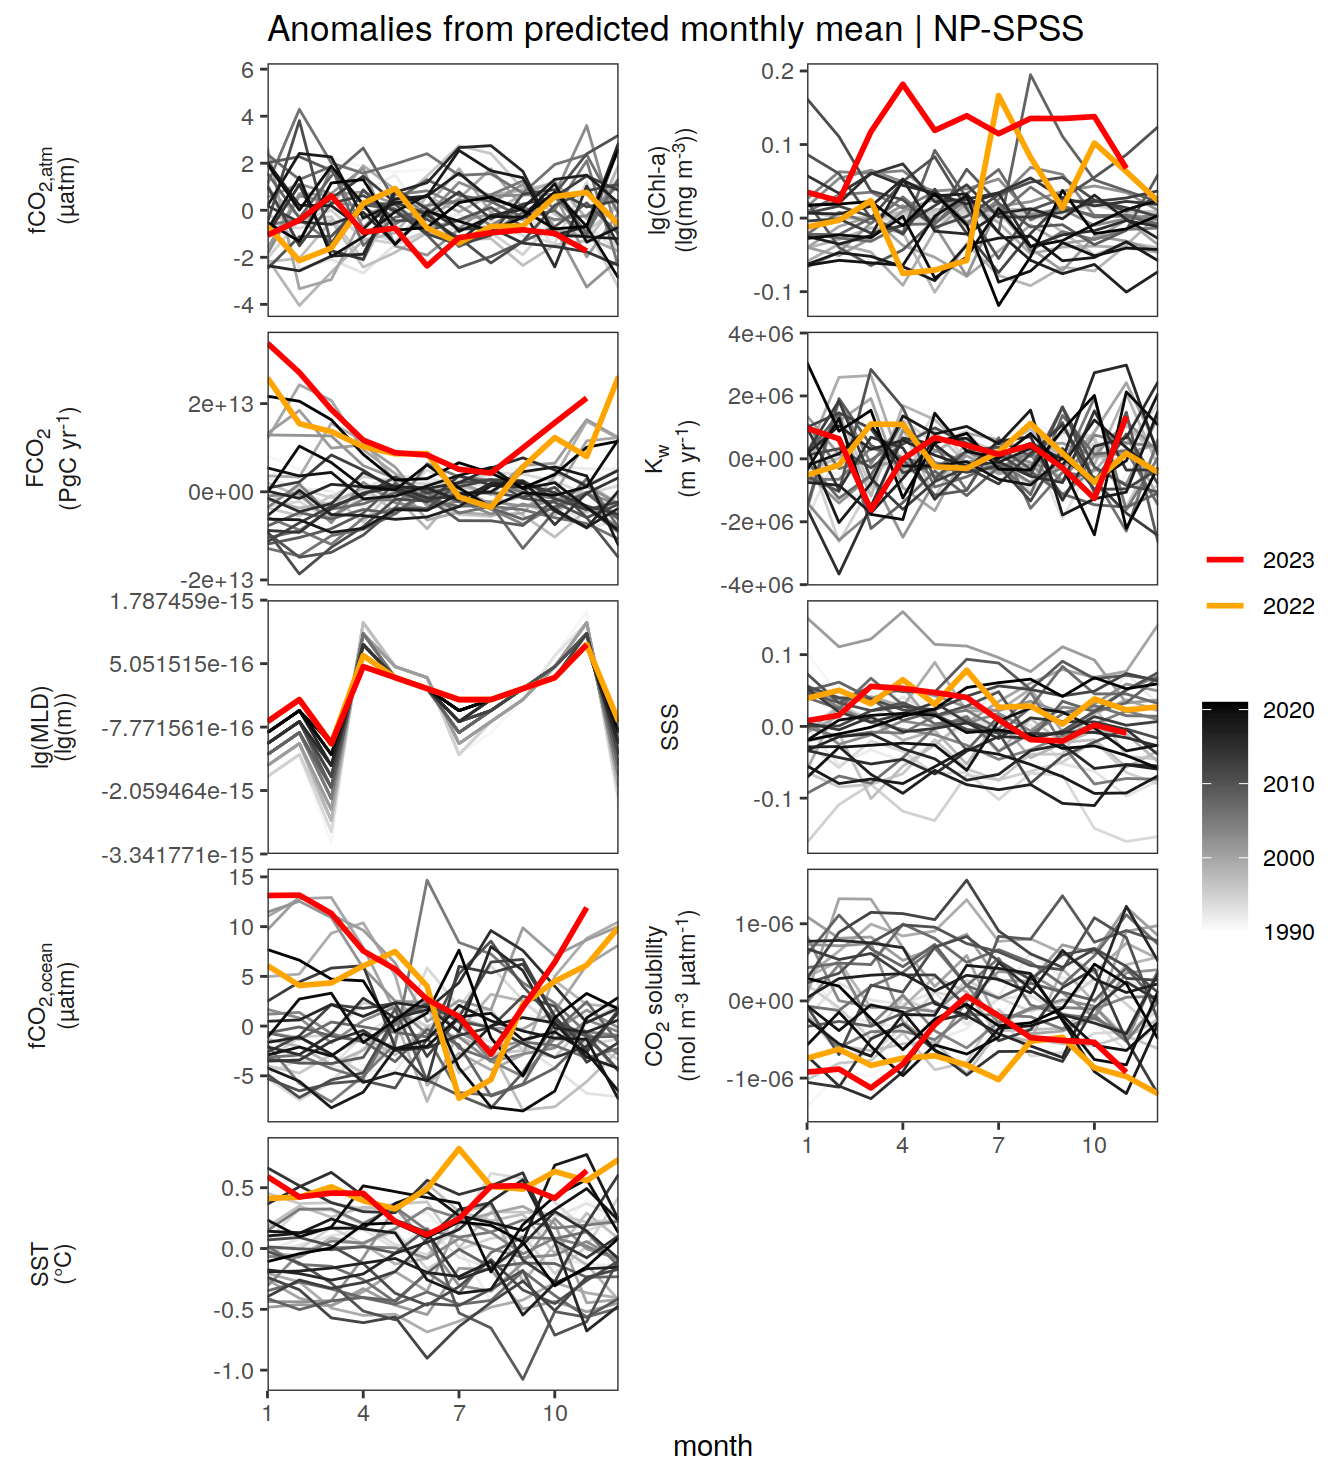 Anomalies from predicted monthly mean | NP-SPSS
fCO2,atm
(µatm)
6
4
2
0
-2
-4
lg(Chl-a)
(lg(mg m-3))
0.2
0.1
0.0
-0.1
FCO2
(PgC yr-1)
2e+13
0e+00
-2e+13
Kw
(m yr-1)
4e+06
2e+06
0e+00
-2e+06
-4e+06
lg(MLD)
(lg(m))
1.787459e-15
5.051515e-16
-7.771561e-16
-2.059464e-15
-3.341771e-15
SSS
0.1
0.0
-0.1
fCO2,ocean
(µatm)
15
10
5
0
-5
CO2 solubility
(mol m-3 µatm-1)
1e-06
0e+00
-1e-06
1 4 7 10
SST
(°C)
0.5
0.0
-0.5
-1.0
1 4 7 10
month
2023
2022
2020
2010
2000
1990